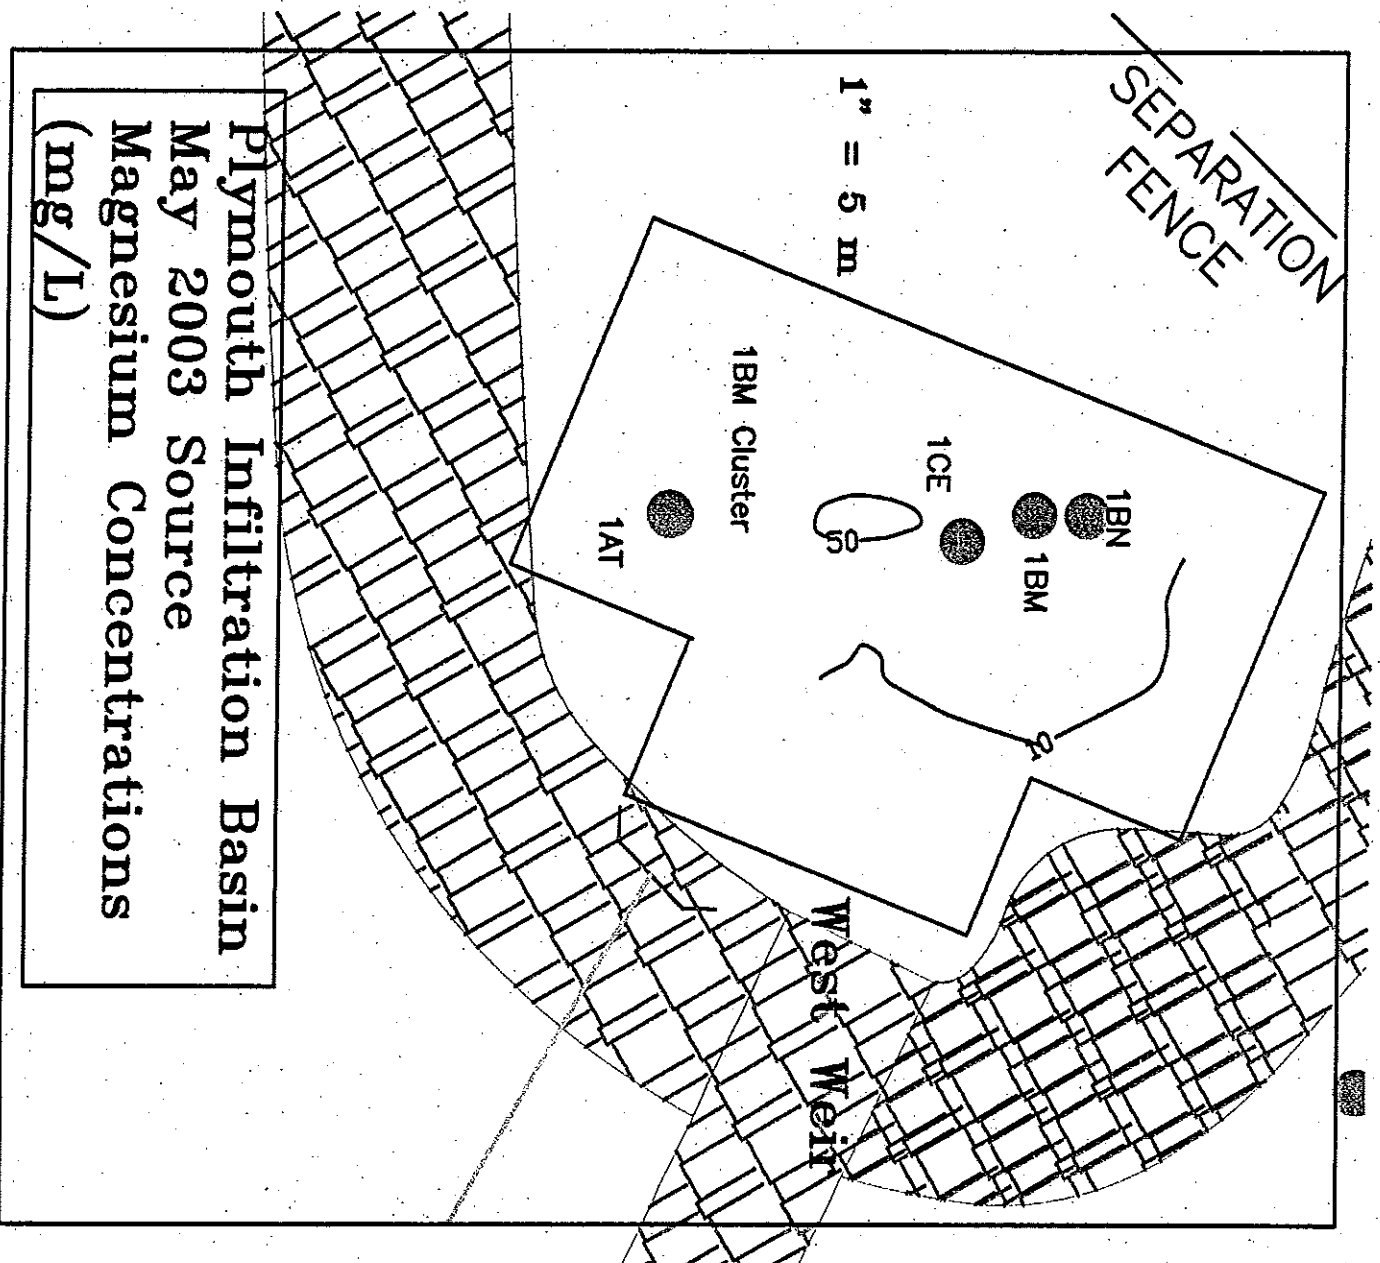 SEPARATION
FENCE
1" = 5 m
1BN
1BM
1CE
50
10
1BM Cluster
1AT
West Weir
Plymouth Infiltration Basin
May 2003 Source
Magnesium Concentrations
(mg/L)